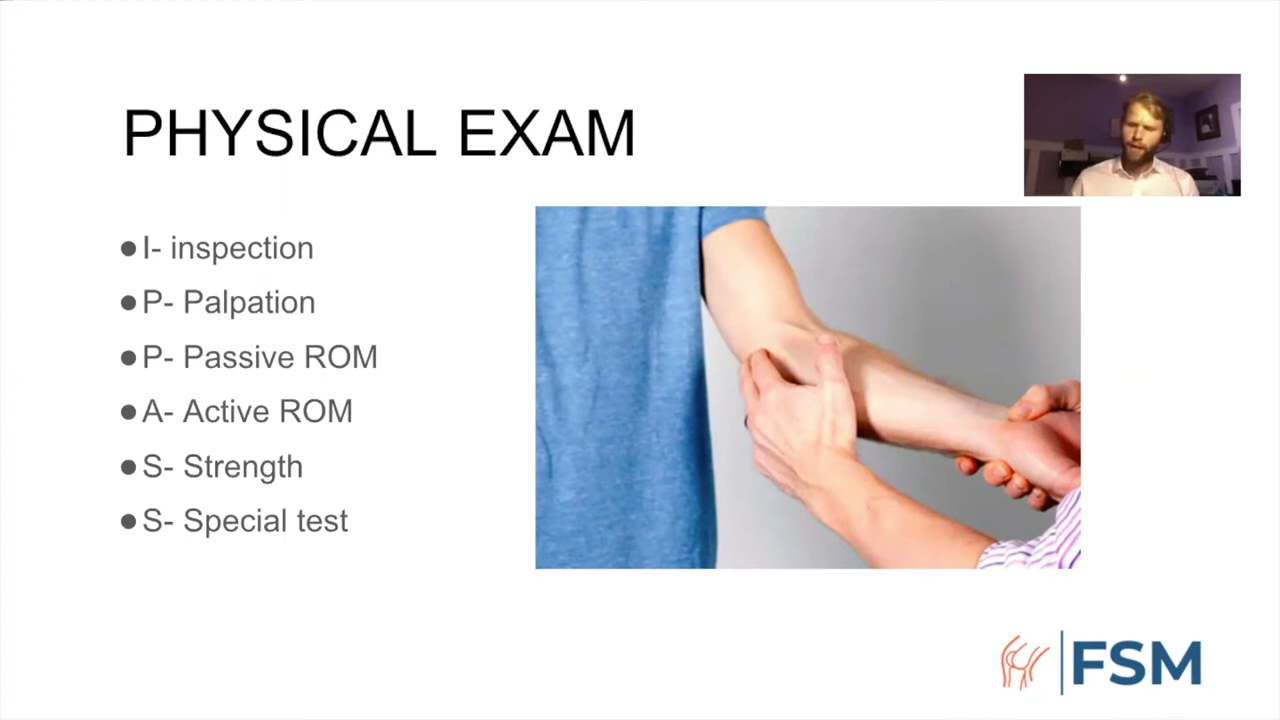 PHYSICAL EXAM
●I- inspection
●P- Palpation
●P- Passive ROM
●A- Active ROM
●S- Strength
●S- Special test
FSM